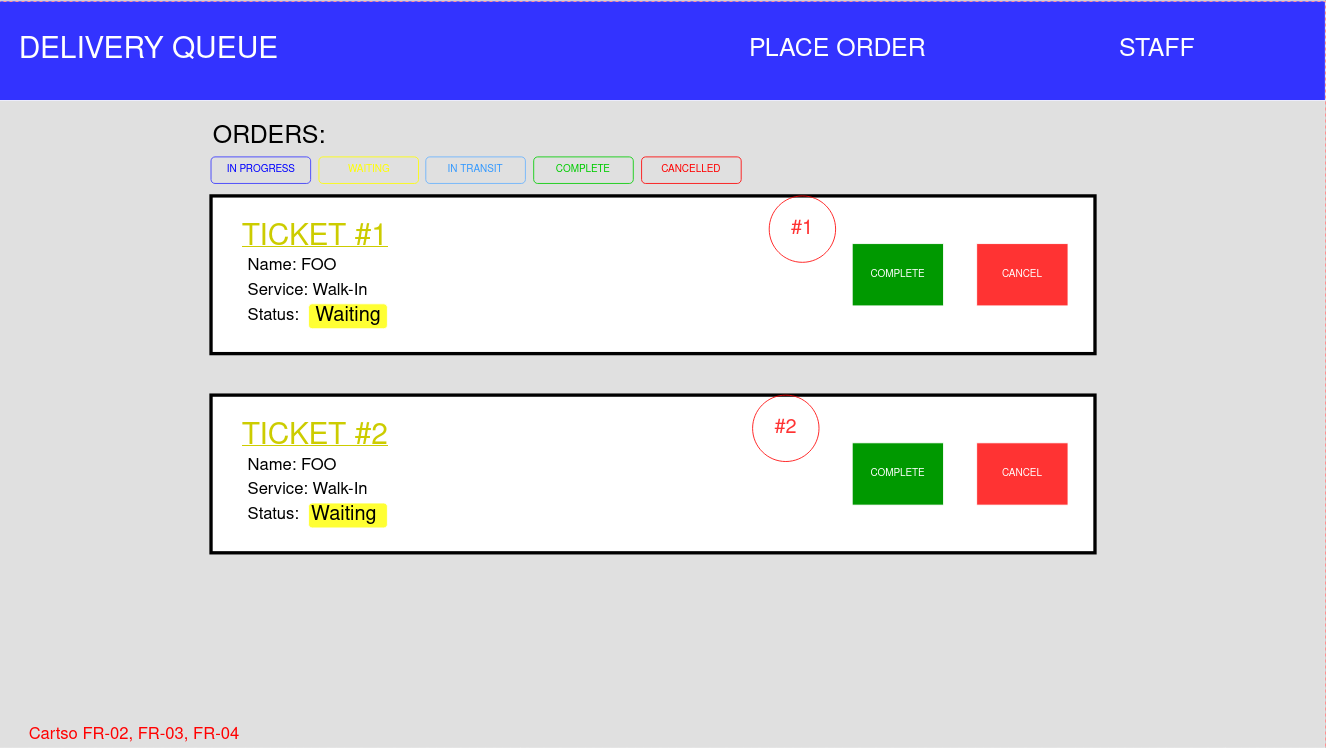 DELIVERY QUEUE PLACE ORDER STAFF
ORDERS:
IN PROGRESS WAITING IN TRANSIT COMPLETE CANCELLED
TICKET #1
#1
Name: FOO
COMPLETE CANCEL
Service: Walk-In
Status: Waiting
TICKET #2
#2
Name: FOO
COMPLETE CANCEL
Service: Walk-In
Status: Waiting
Cartso FR-02, FR-03, FR-04